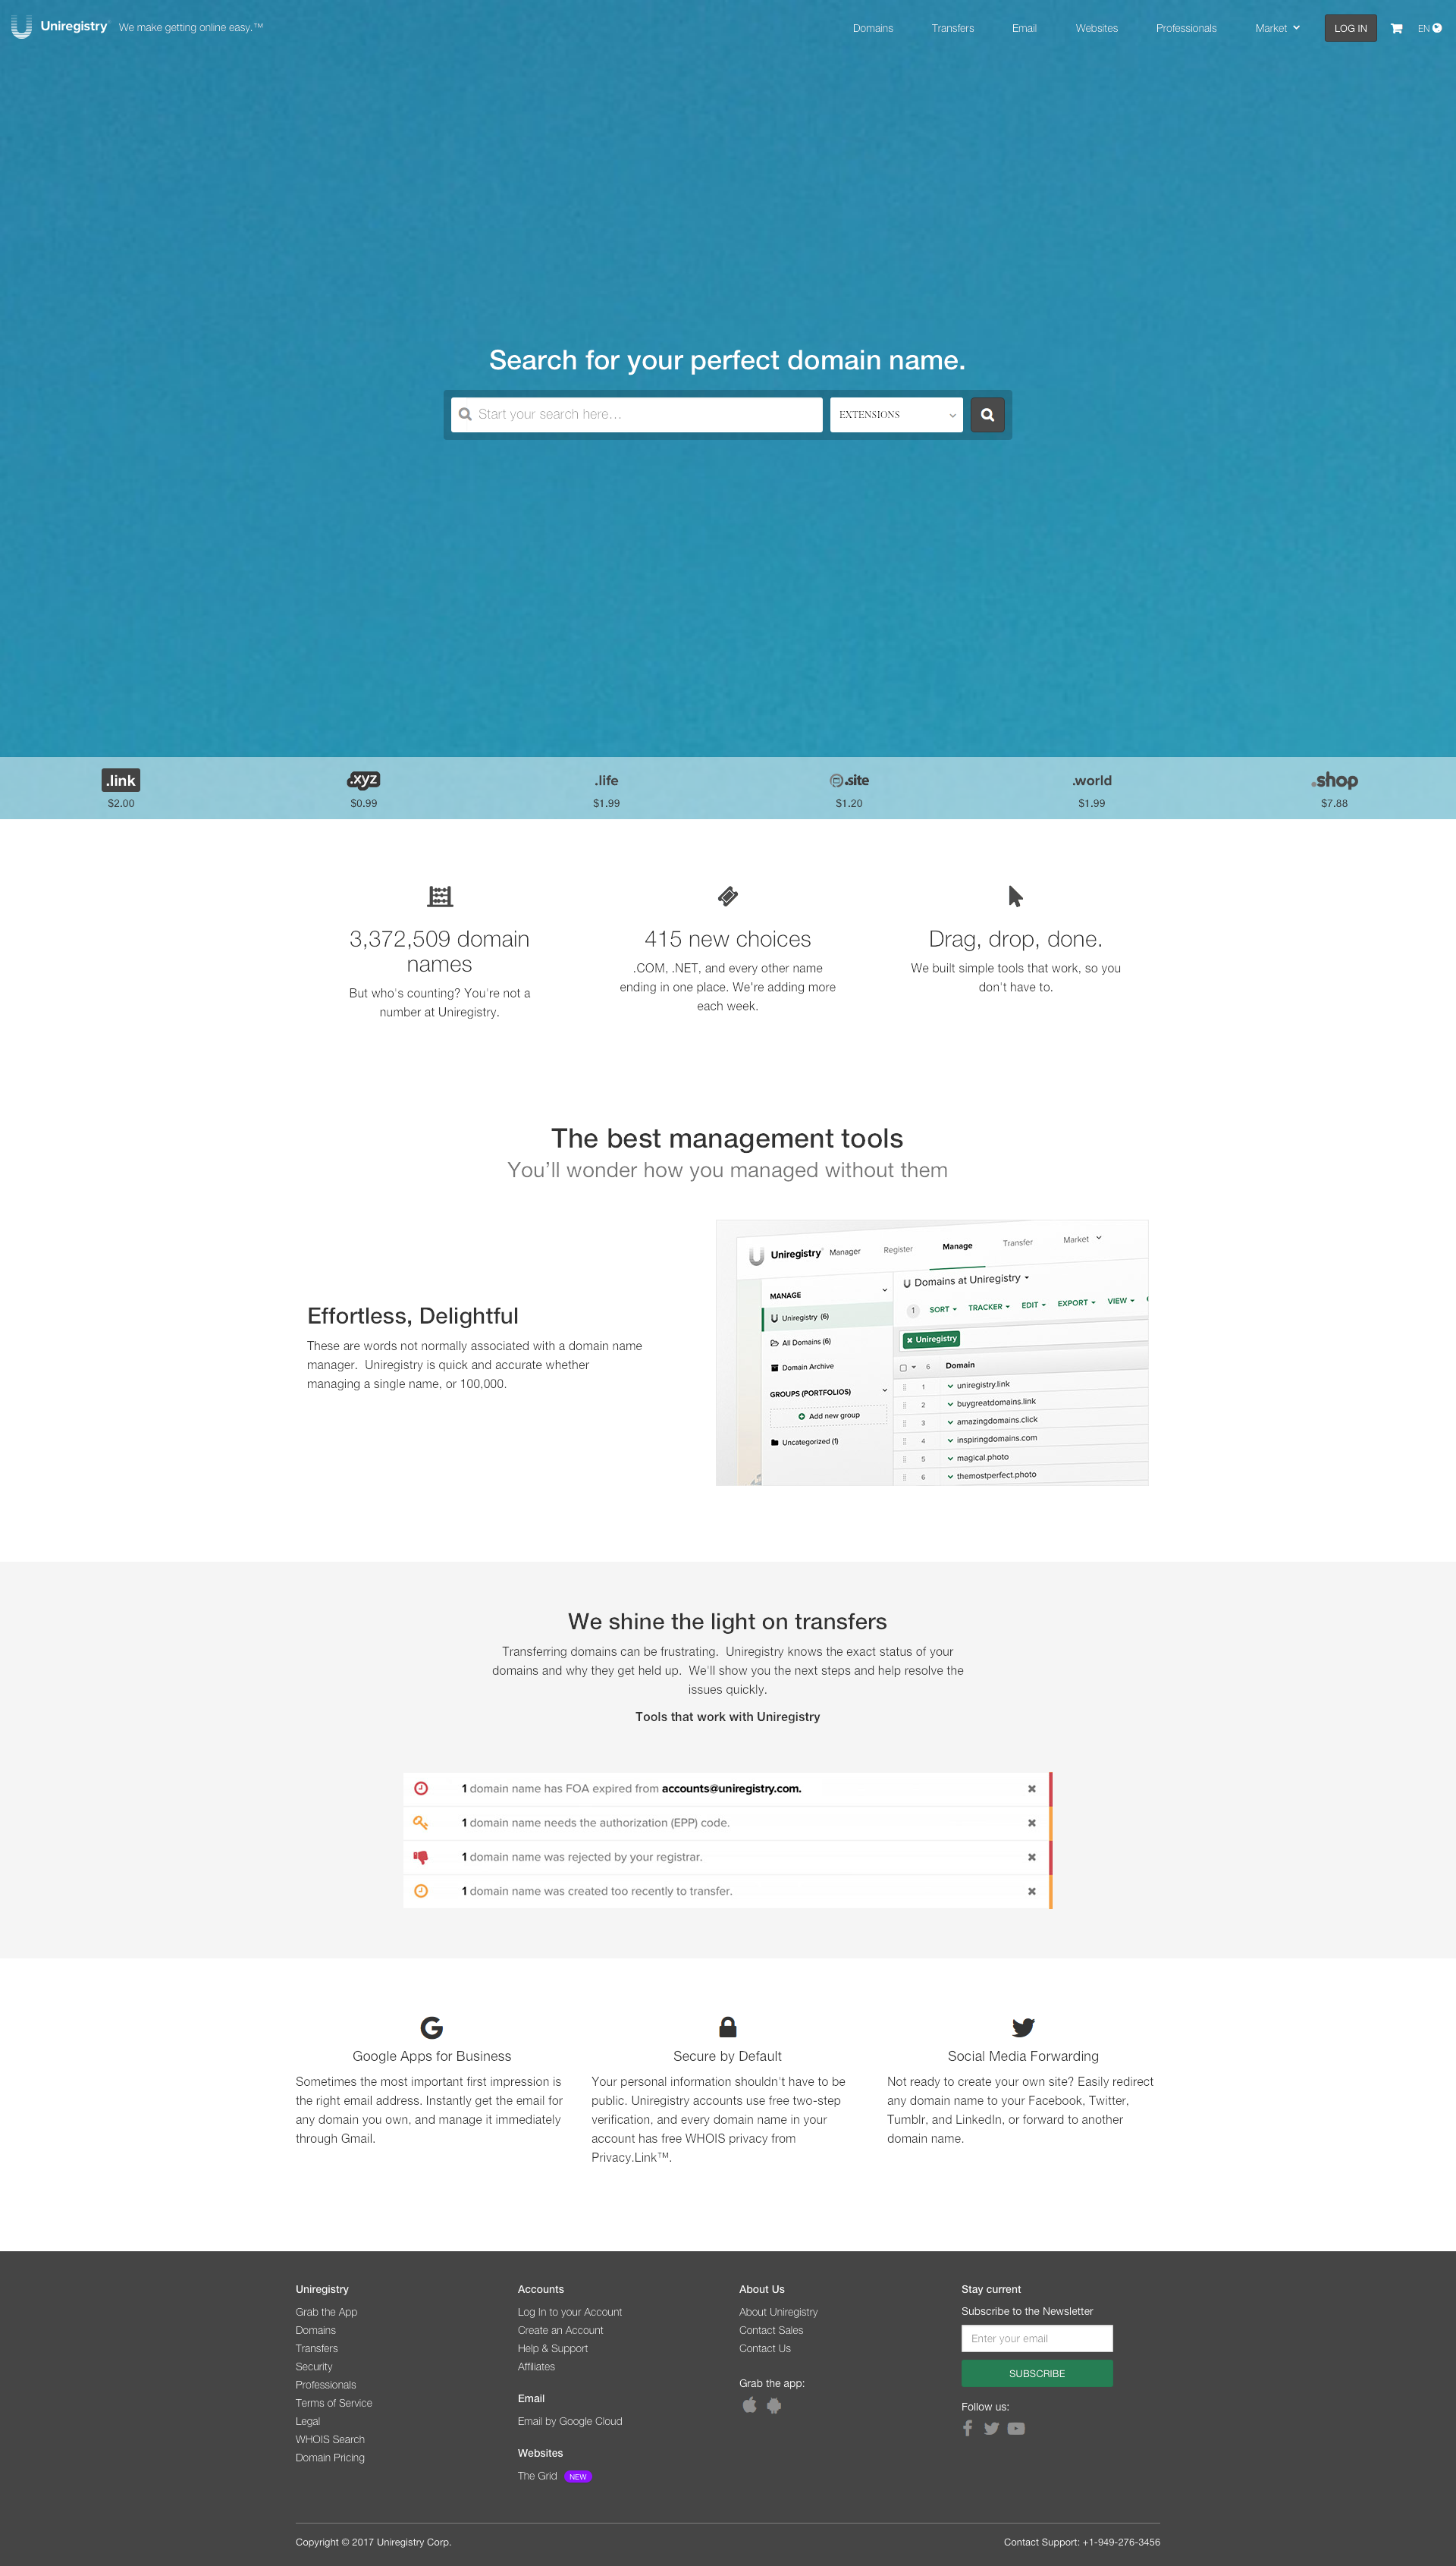 Uniregistry We make getting online easy.™
Domains Transfers Email Websites Professionals Market LOG IN EN
Search for your perfect domain name.
Start your search here... EXTENSIONS
.link .xyz .life .site .world .shop
$2.00 $0.99 $1.99 $1.20 $1.99 $7.88
3,372,509 domain
names
But who's counting? You're not a
number at Uniregistry.
415 new choices
.COM, .NET, and every other name
ending in one place. We're adding more
each week.
Drag, drop, done.
We built simple tools that work, so you
don't have to.
The best management tools
You'll wonder how you managed without them
Effortless, Delightful
These are words not normally associated with a domain name
manager. Uniregistry is quick and accurate whether
managing a single name, or 100,000.
Uniregistry Manager Register Manage Transfer Market
MANAGE
Uniregistry (6)
All Domains (6)
Domain Archive
GROUPS (PORTFOLIOS)
Add new group
Uncategorized (1)
Domains at Uniregistry
1 SORT TRACKER EDIT EXPORT VIEW
Uniregistry
6 Domain
1 uniregistry.link
2 buygreatdomains.link
3 amazingdomains.click
4 inspiringdomains.com
5 magical.photo
6 themostperfect.photo
We shine the light on transfers
Transferring domains can be frustrating. Uniregistry knows the exact status of your
domains and why they get held up. We'll show you the next steps and help resolve the
issues quickly.
Tools that work with Uniregistry
1 domain name has FOA expired from accounts@uniregistry.com.
1 domain name needs the authorization (EPP) code.
1 domain name was rejected by your registrar.
1 domain name was created too recently to transfer.
Google Apps for Business
Sometimes the most important first impression is
the right email address. Instantly get the email for
any domain you own, and manage it immediately
through Gmail.
Secure by Default
Your personal information shouldn't have to be
public. Uniregistry accounts use free two-step
verification, and every domain name in your
account has free WHOIS privacy from
Privacy.Link™.
Social Media Forwarding
Not ready to create your own site? Easily redirect
any domain name to your Facebook, Twitter,
Tumblr, and LinkedIn, or forward to another
domain name.
Uniregistry
Grab the App
Domains
Transfers
Security
Professionals
Terms of Service
Legal
WHOIS Search
Domain Pricing
Accounts
Log In to your Account
Create an Account
Help & Support
Affiliates
Email
Email by Google Cloud
Websites
The Grid NEW
About Us
About Uniregistry
Contact Sales
Contact Us
Grab the app:
Stay current
Subscribe to the Newsletter
Enter your email
SUBSCRIBE
Follow us:
Copyright © 2017 Uniregistry Corp.
Contact Support: +1-949-276-3456